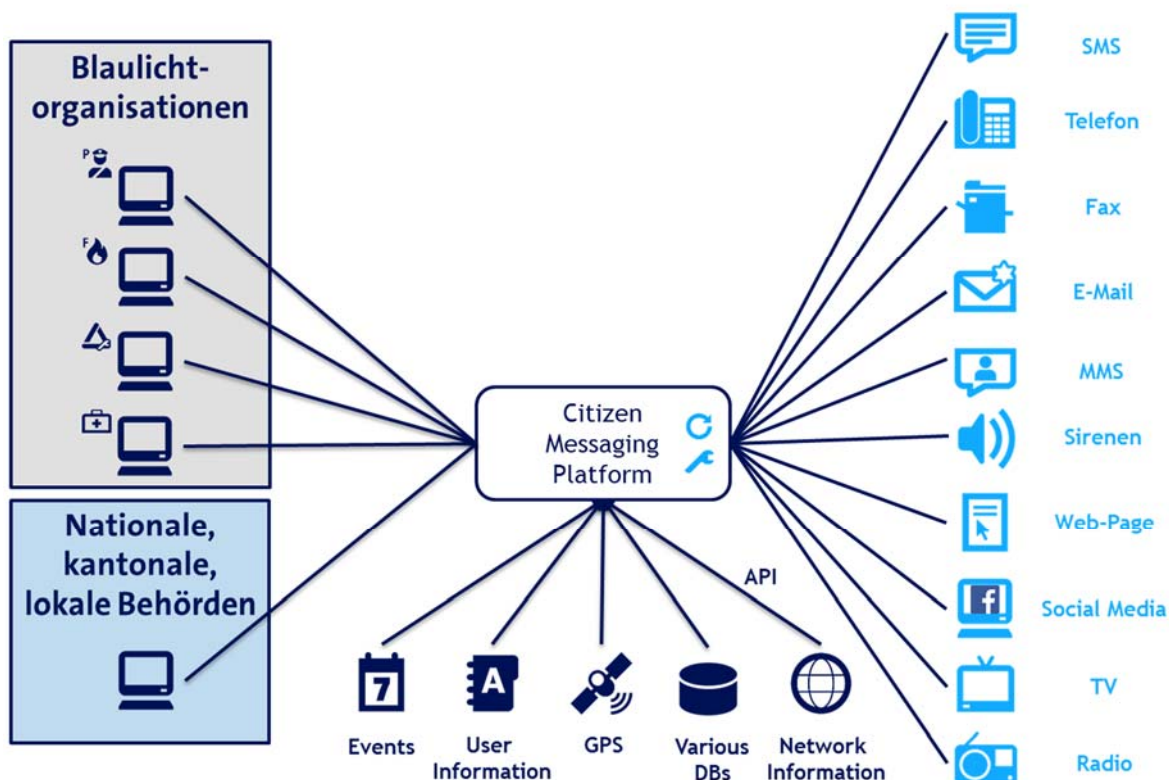 Blaulicht-
organisationen
P
F
Nationale,
kantonale,
lokale Behörden
Citizen
Messaging
Platform
API
7
Events
A
User
Information
GPS
Various
DBs
Network
Information
SMS
Telefon
Fax
E-Mail
MMS
Sirenen
Web-Page
f
Social Media
TV
Radio